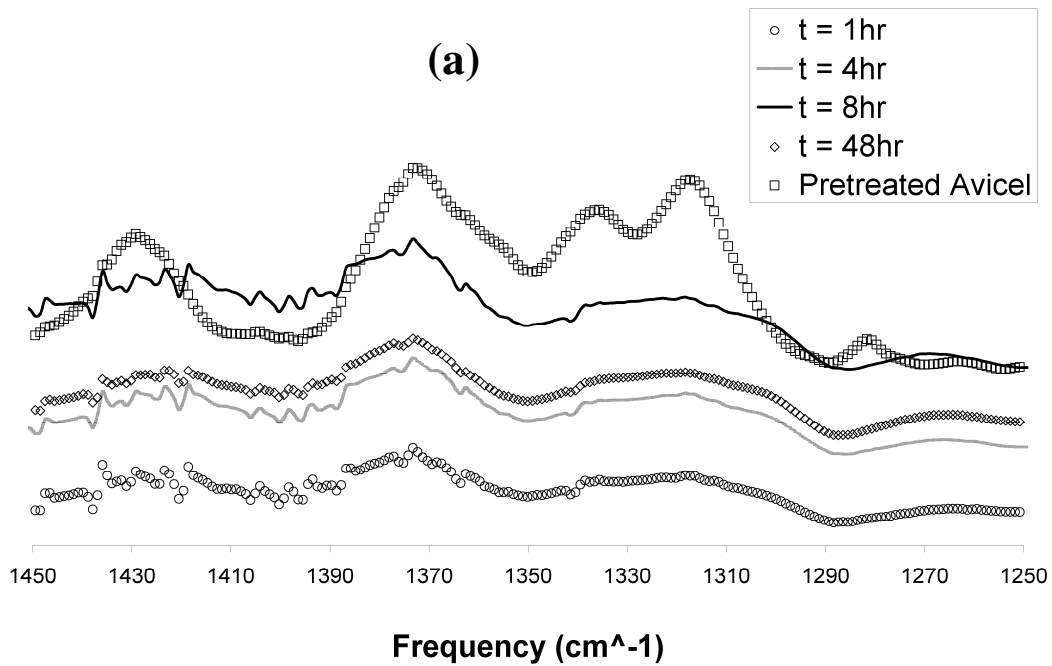 (a)
t = 1hr
t = 4hr
t = 8hr
t = 48hr
Pretreated Avicel
1450 1430 1410 1390 1370 1350 1330 1310 1290 1270 1250
Frequency (cm^-1)